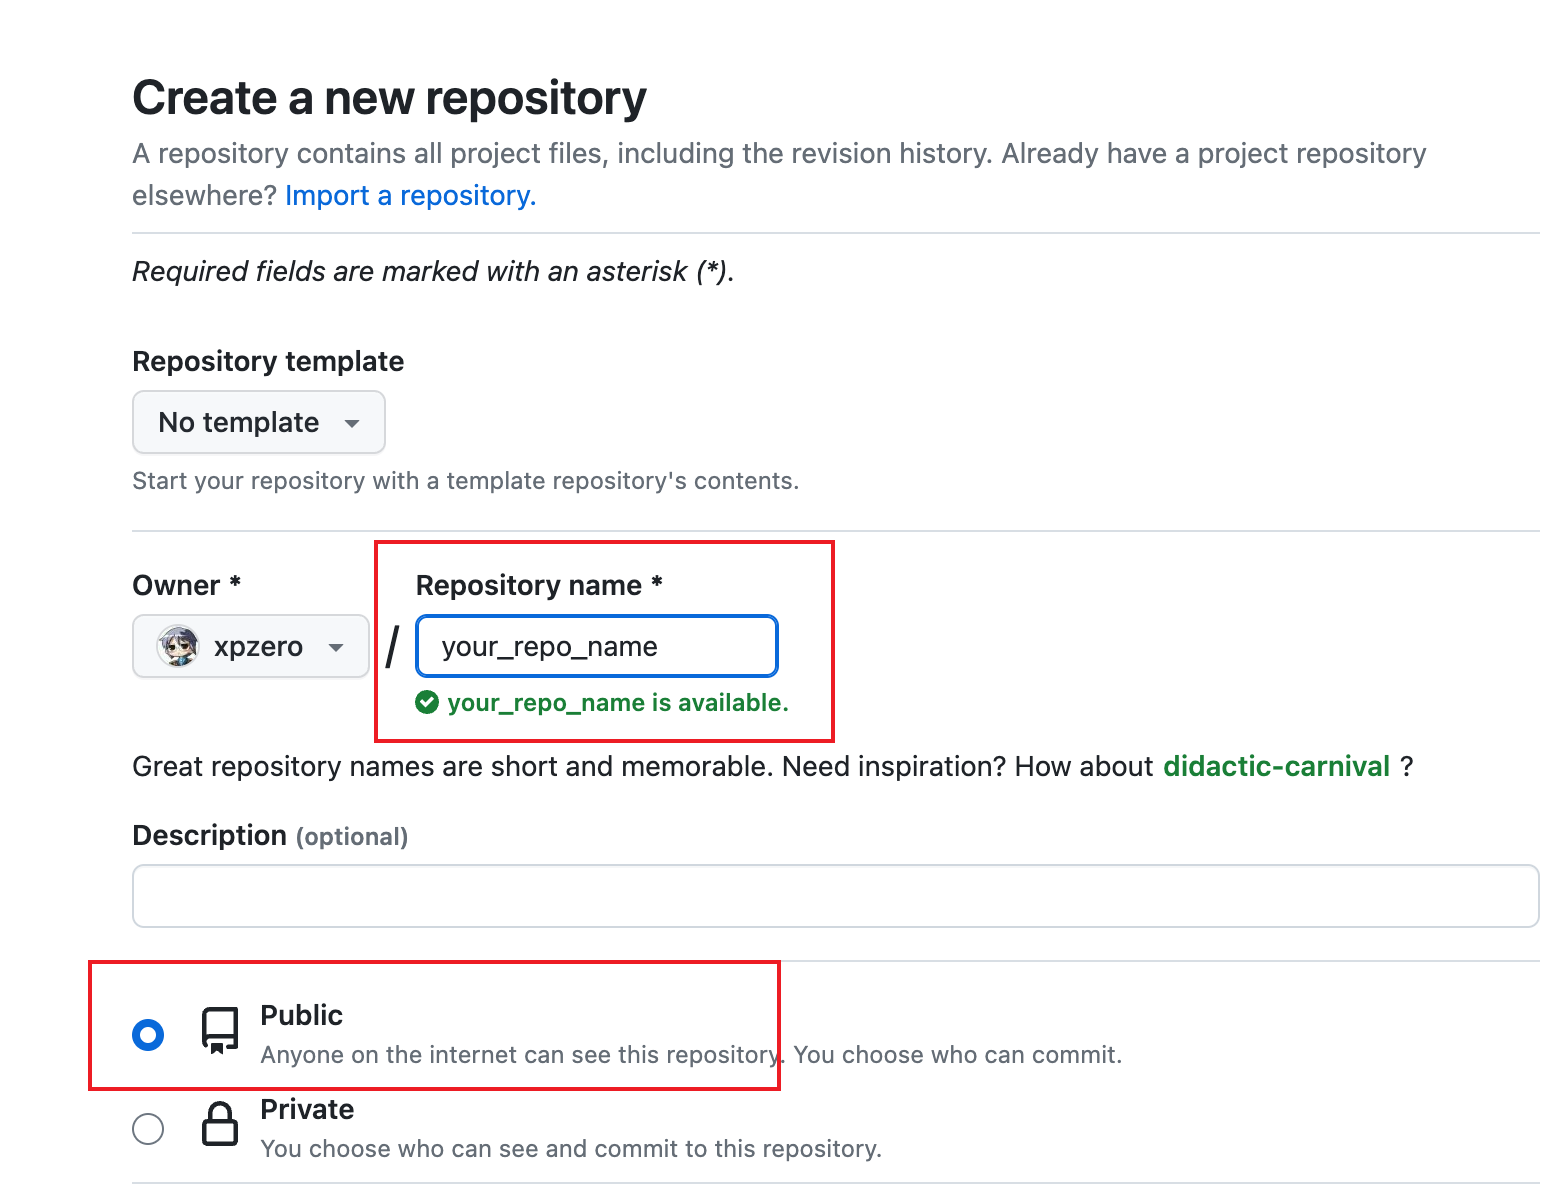 Create a new repository
A repository contains all project files, including the revision history. Already have a project repository
elsewhere? Import a repository.
Required fields are marked with an asterisk (*).
Repository template
No template
Start your repository with a template repository's contents.
Owner *
Repository name *
xpzero
/
your_repo_name
your_repo_name is available.
Great repository names are short and memorable. Need inspiration? How about didactic-carnival ?
Description (optional)
Public
Anyone on the internet can see this repository. You choose who can commit.
Private
You choose who can see and commit to this repository.